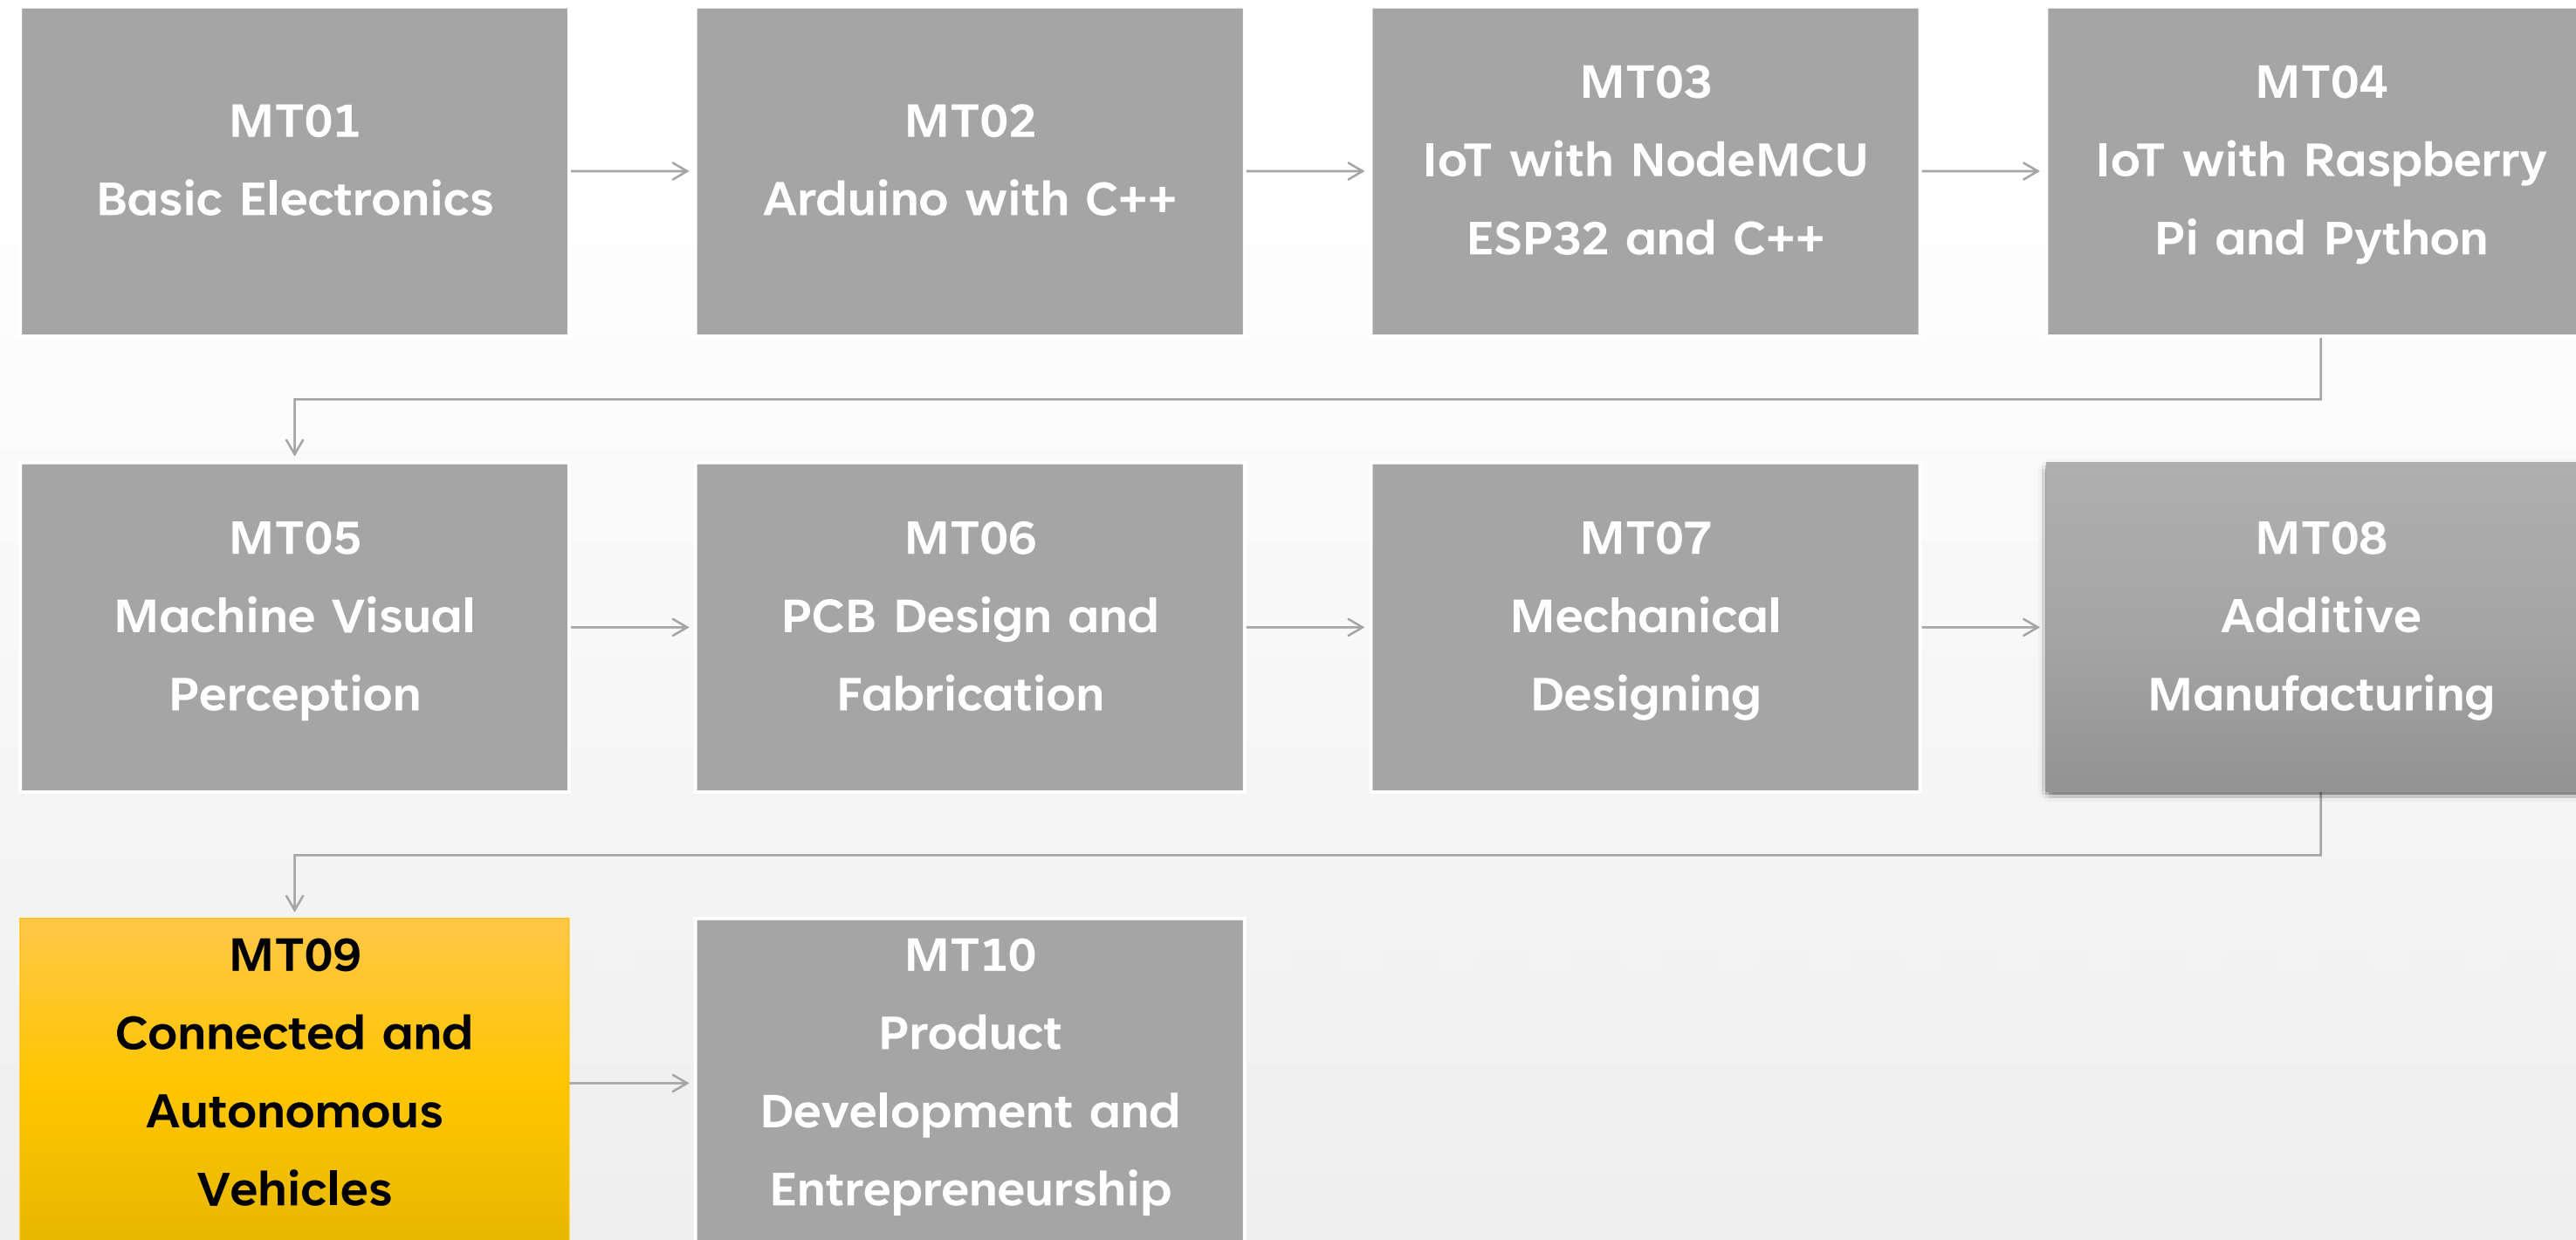 MT01
Basic Electronics
MT02
Arduino with C++
MT03
IoT with NodeMCU
ESP32 and C++
MT04
IoT with Raspberry
Pi and Python
MT05
Machine Visual
Perception
MT06
PCB Design and
Fabrication
MT07
Mechanical
Designing
MT08
Additive
Manufacturing
MT09
Connected and
Autonomous
Vehicles
MT10
Product
Development and
Entrepreneurship